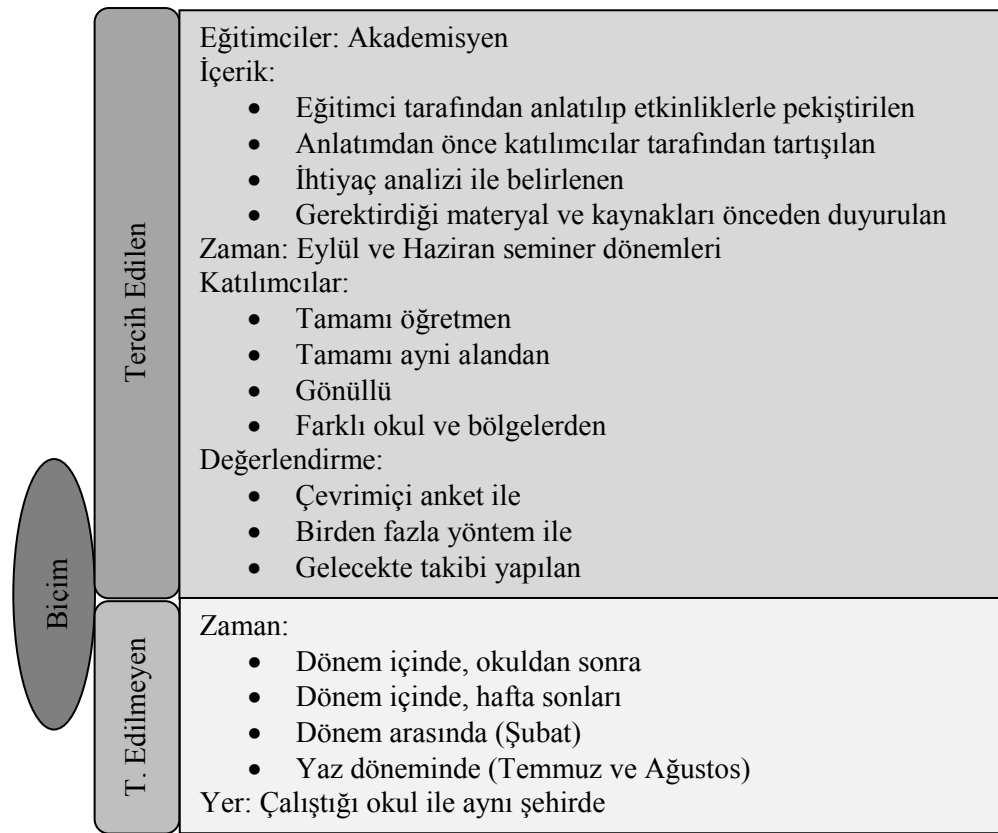 Biçim
Tercih Edilen
Eğitimciler: Akademisyen
İçerik:
• Eğitimci tarafından anlatılıp etkinliklerle pekiştirilen
• Anlatımdan önce katılımcılar tarafından tartışılan
• İhtiyaç analizi ile belirlenen
• Gerektirdiği materyal ve kaynakları önceden duyurulan
Zaman: Eylül ve Haziran seminer dönemleri
Katılımcılar:
• Tamamı öğretmen
• Tamamı ayni alandan
• Gönüllü
• Farklı okul ve bölgelerden
Değerlendirme:
• Çevrimiçi anket ile
• Birden fazla yöntem ile
• Gelecekte takibi yapılan
T. Edilmeyen
Zaman:
• Dönem içinde, okuldan sonra
• Dönem içinde, hafta sonları
• Dönem arasında (Şubat)
• Yaz döneminde (Temmuz ve Ağustos)
Yer: Çalıştığı okul ile aynı şehirde